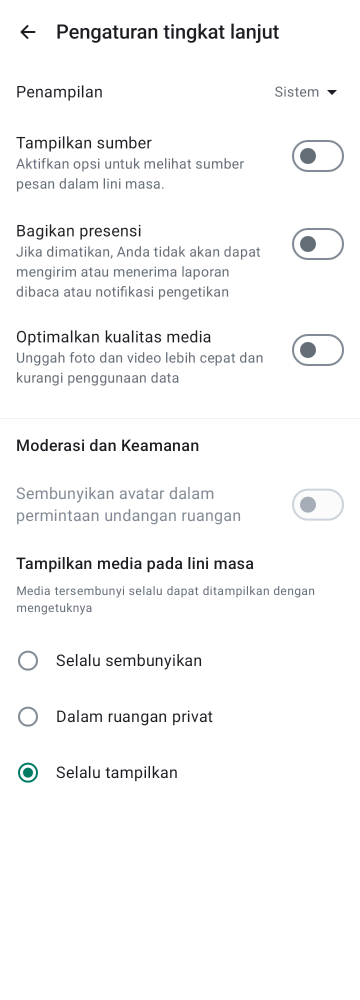 Pengaturan tingkat lanjut
Penampilan
Sistem
Tampilkan sumber
Aktifkan opsi untuk melihat sumber
pesan dalam lini masa.
Bagikan presensi
Jika dimatikan, Anda tidak akan dapat
mengirim atau menerima laporan
dibaca atau notifikasi pengetikan
Optimalkan kualitas media
Unggah foto dan video lebih cepat dan
kurangi penggunaan data
Moderasi dan Keamanan
Sembunyikan avatar dalam
permintaan undangan ruangan
Tampilkan media pada lini masa
Media tersembunyi selalu dapat ditampilkan dengan
mengetuknya
Selalu sembunyikan
Dalam ruangan privat
Selalu tampilkan